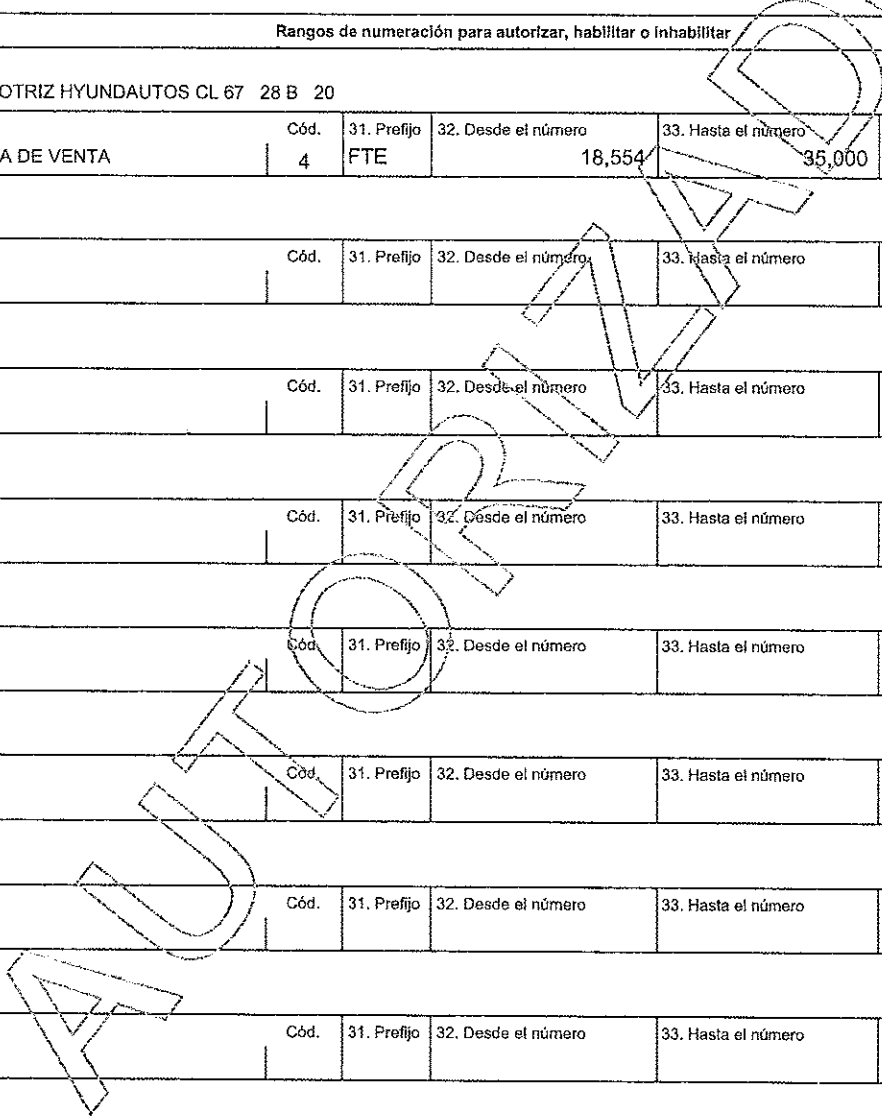 Rangos de numeración para autorizar, habilitar o inhabilitar
OTRIZ HYUNDAUTOS CL 67 28 B 20
Cód. 31. Prefijo 32. Desde el número 33. Hasta el número
A DE VENTA 4 FTE 18,554 35,000
Cód. 31. Prefijo 32. Desde el número 33. Hasta el número
Cód. 31. Prefijo 32. Desde el número 33. Hasta el número
Cód. 31. Prefijo 32. Desde el número 33. Hasta el número
Cód. 31. Prefijo 32. Desde el número 33. Hasta el número
Cód. 31. Prefijo 32. Desde el número 33. Hasta el número
Cód. 31. Prefijo 32. Desde el número 33. Hasta el número
Cód. 31. Prefijo 32. Desde el número 33. Hasta el número
AUTORIZAD